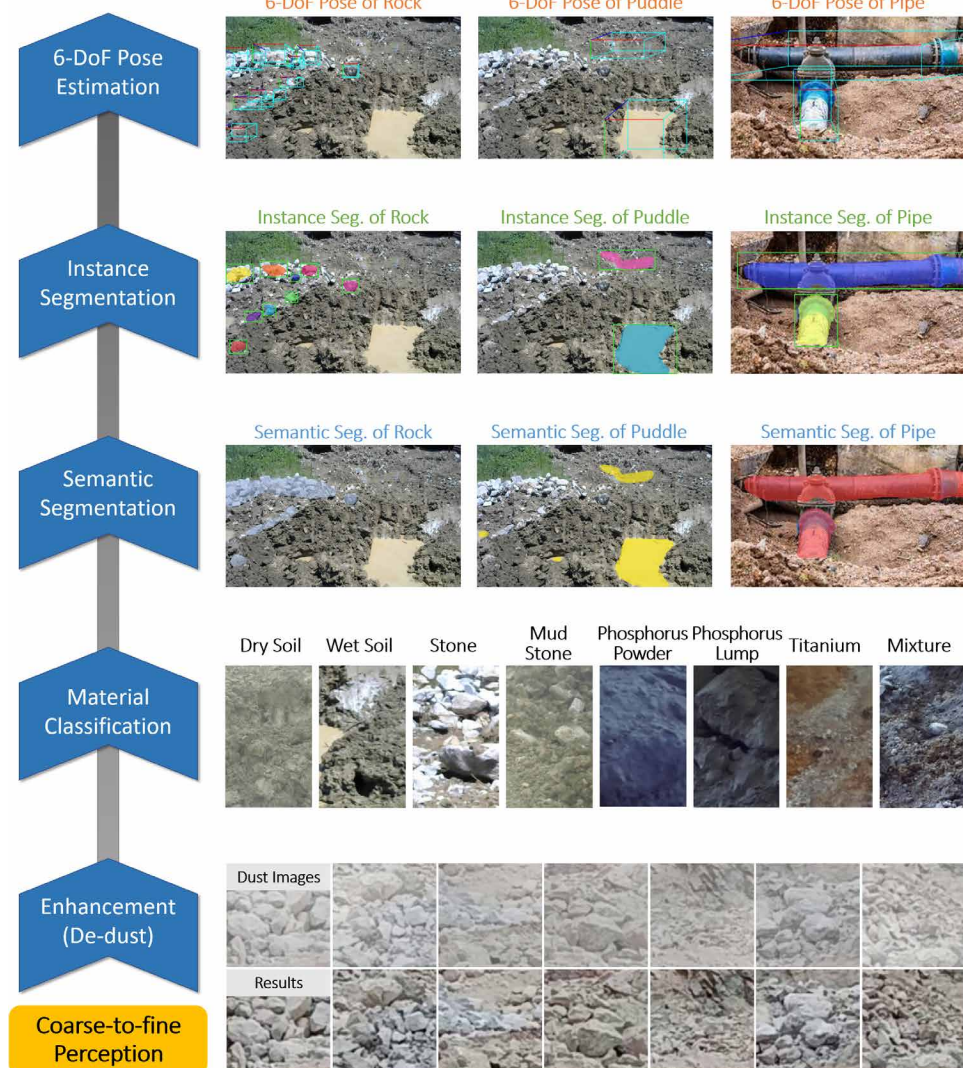 6-DoF Pose of Rock
6-DoF Pose of Puddle
6-DoF Pose of Pipe
6-DoF Pose
Estimation
Instance Seg. of Rock
Instance Seg. of Puddle
Instance Seg. of Pipe
Instance
Segmentation
Semantic Seg. of Rock
Semantic Seg. of Puddle
Semantic Seg. of Pipe
Semantic
Segmentation
Dry Soil
Wet Soil
Stone
Mud
Stone
Phosphorus
Powder
Phosphorus
Lump
Titanium
Mixture
Material
Classification
Dust Images
Enhancement
(De-dust)
Results
Coarse-to-fine
Perception